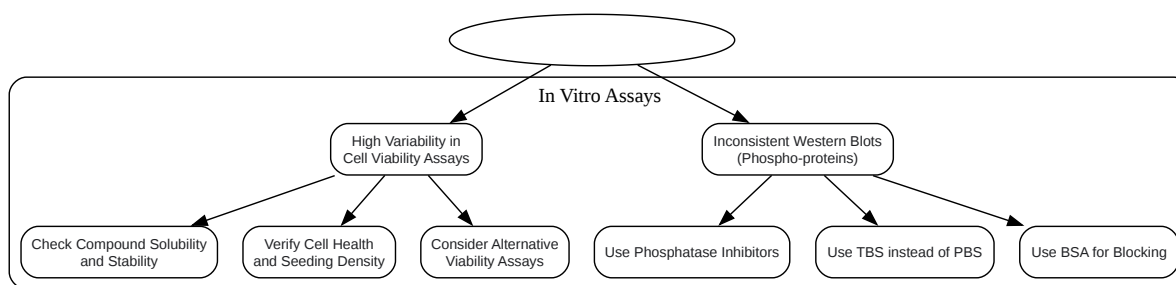 In Vitro Assays
High Variability in
Cell Viability Assays
Inconsistent Western Blots
(Phospho-proteins)
Check Compound Solubility
and Stability
Verify Cell Health
and Seeding Density
Consider Alternative
Viability Assays
Use Phosphatase Inhibitors
Use TBS instead of PBS
Use BSA for Blocking